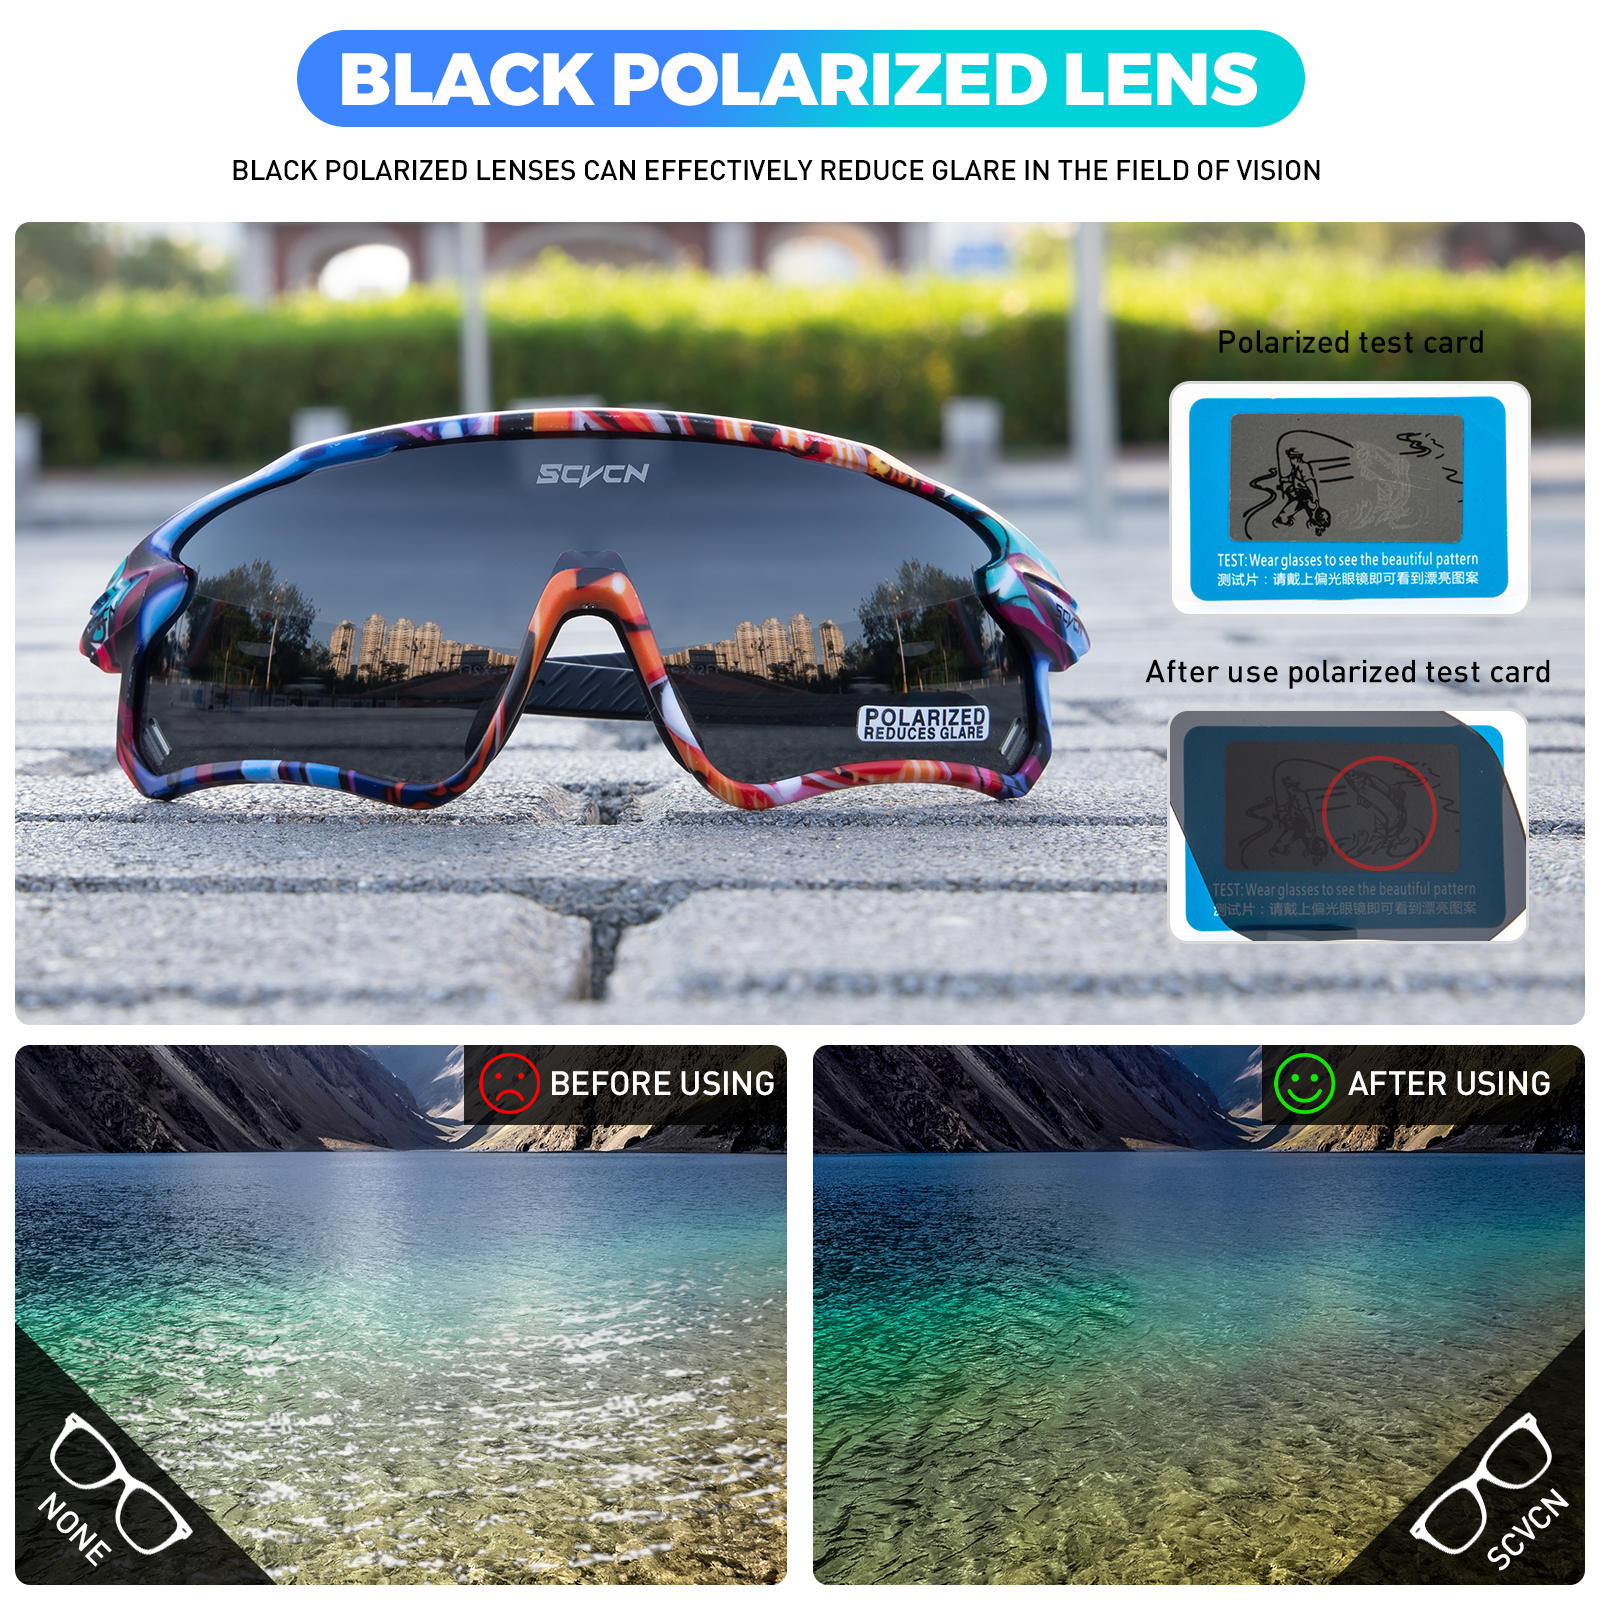 BLACK POLARIZED LENS
BLACK POLARIZED LENSES CAN EFFECTIVELY REDUCE GLARE IN THE FIELD OF VISION
Polarized test card
SCVCN
TEST: Wear glasses to see the beautiful pattern
测试片：请戴上偏光眼镜即可看到漂亮图案
SCVCN
After use polarized test card
POLARIZED
REDUCES GLARE
TEST: Wear glasses to see the beautiful pattern
测试片：请戴上偏光眼镜即可看到漂亮图案
BEFORE USING
AFTER USING
NONE
SCVCN